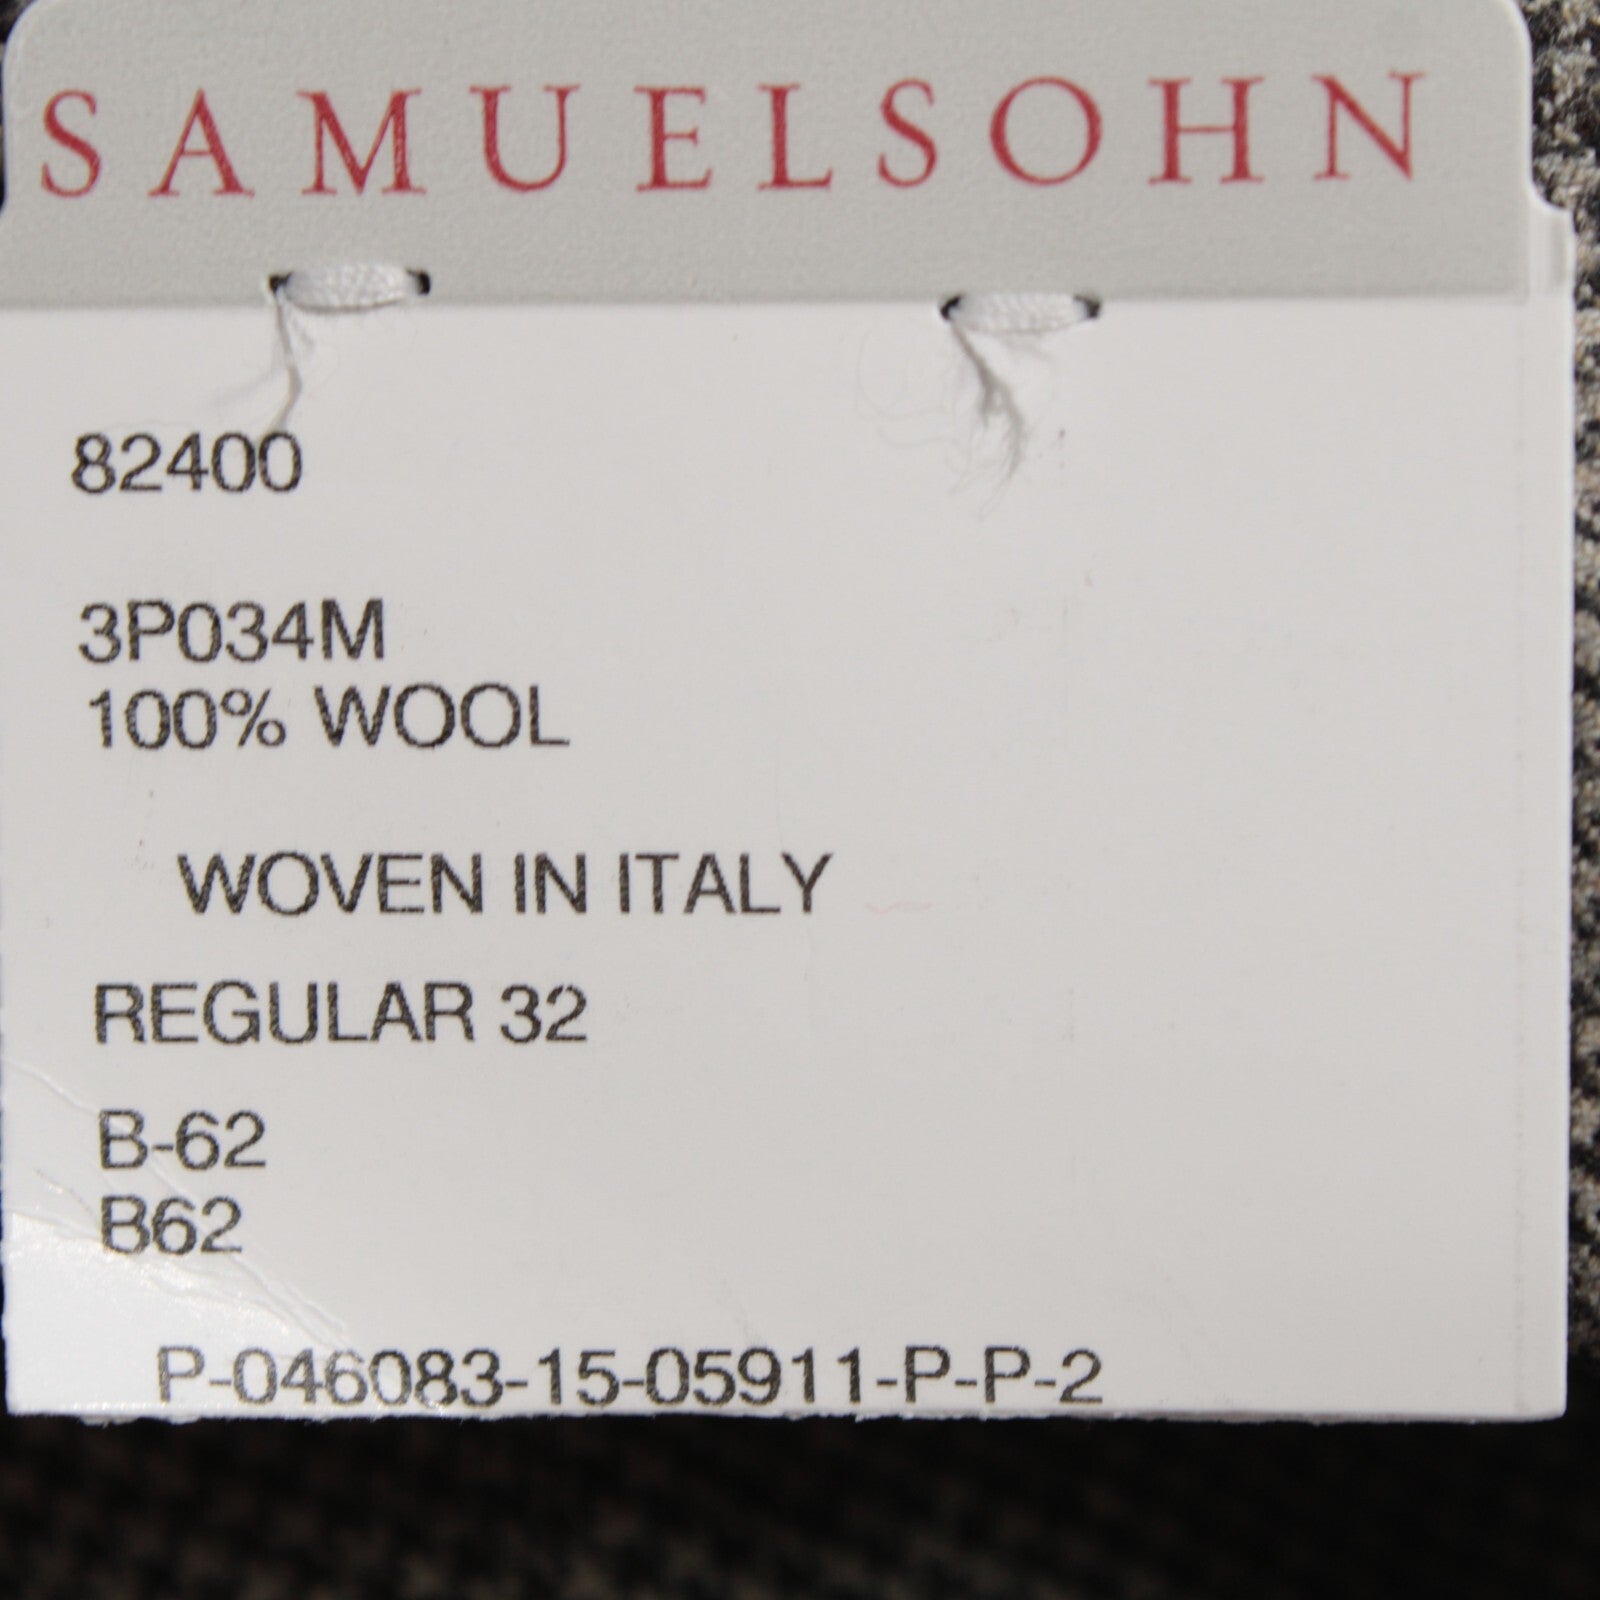 SAMUELSOHN
82400
3P034M
100% WOOL
WOVEN IN ITALY
REGULAR 32
B-62
B62
P-046083-15-05911-P-P-2